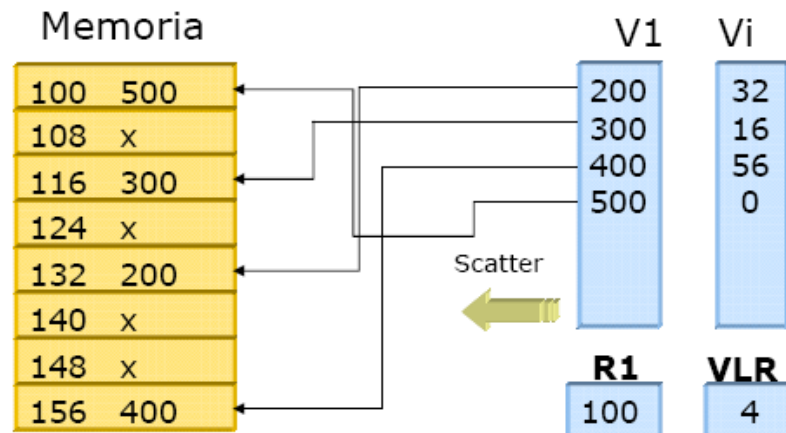 Memoria
100 500
108 x
116 300
124 x
132 200
140 x
148 x
156 400
V1 Vi
200 32
300 16
400 56
500 0
Scatter
R1 VLR
100 4